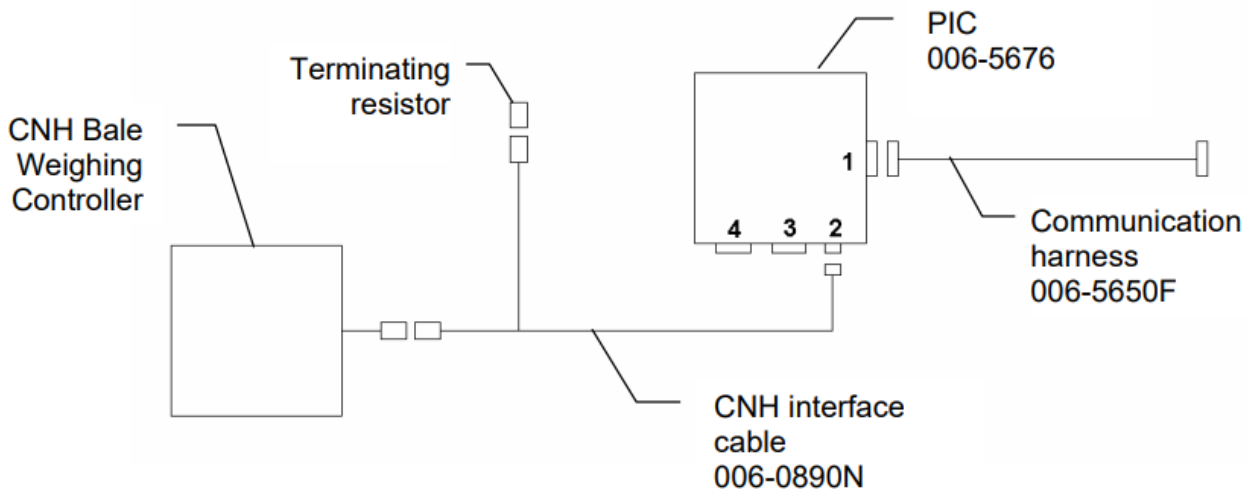 PIC
006-5676
Terminating
resistor
CNH Bale
Weighing
Controller
1
4 3 2
Communication
harness
006-5650F
CNH interface
cable
006-0890N